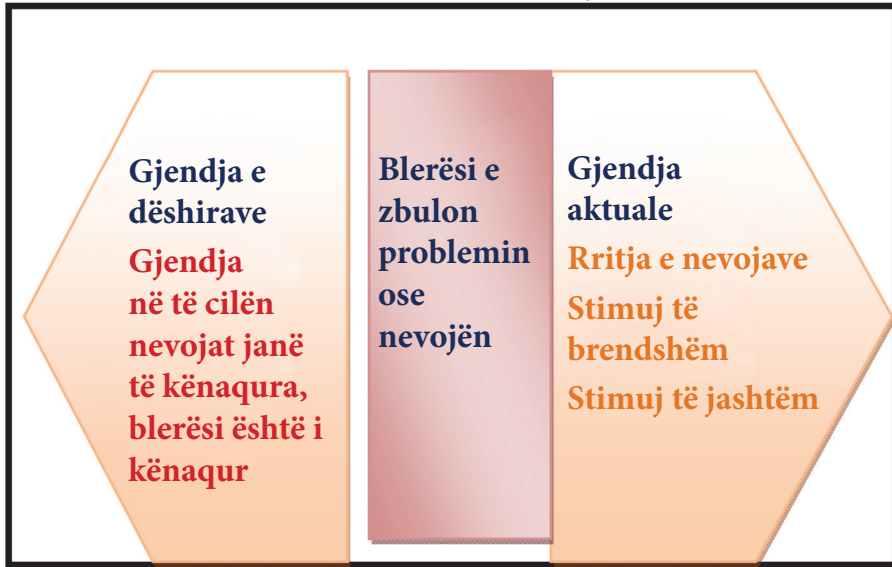 Gjendja e
dëshirave
Gjendja
në të cilën
nevojat janë
të kënaqura,
blerësi është i
kënaqur
Blerësi e
zbulon
problemin
ose
nevojën
Gjendja
aktuale
Rritja e nevojave
Stimuj të
brendshëm
Stimuj të jashtëm